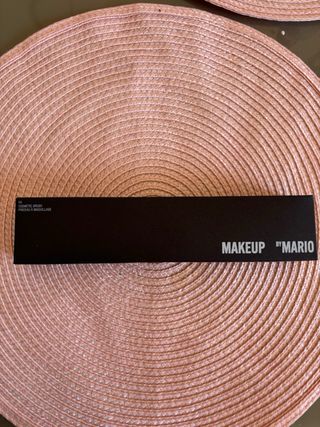 COSMETIC BRUSH
PINCEAU À MAQUILLAGE
MAKEUP BY MARIO